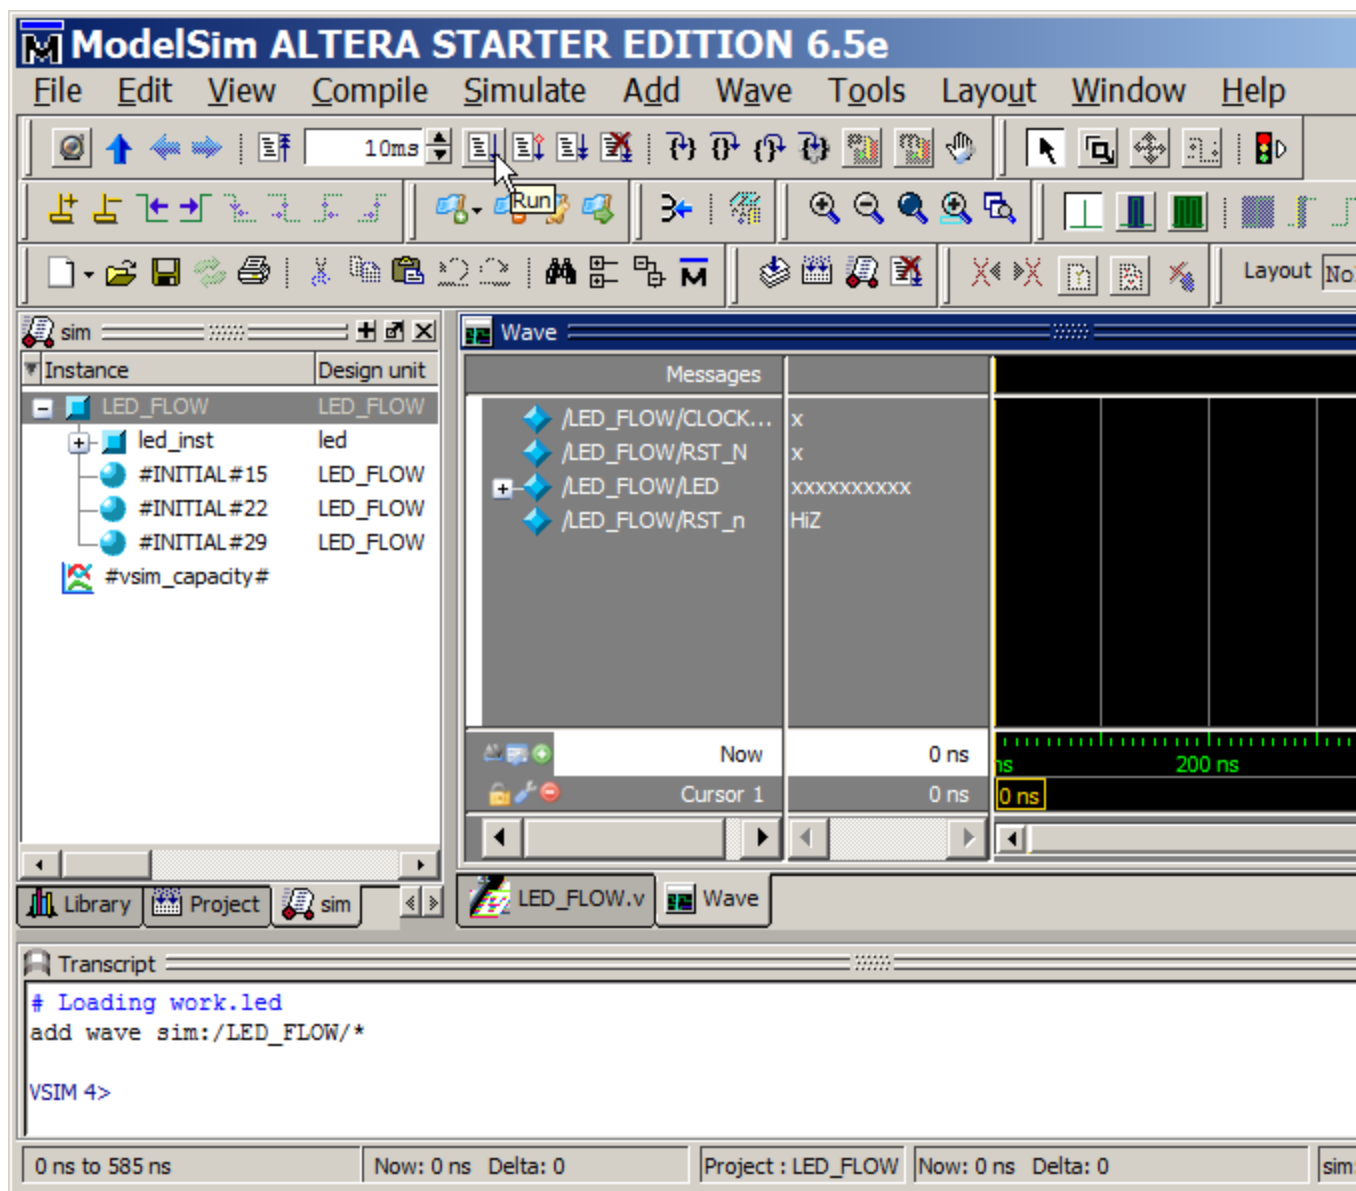 ModelSim ALTERA STARTER EDITION 6.5e
File Edit View Compile Simulate Add Wave Tools Layout Window Help
10ms
Run
Layout No
sim
Wave
Instance Design unit
Messages
LED_FLOW LED_FLOW
led_inst led
#INITIAL#15 LED_FLOW
#INITIAL#22 LED_FLOW
#INITIAL#29 LED_FLOW
#vsim_capacity#
/LED_FLOW/CLOCK... x
/LED_FLOW/RST_N x
/LED_FLOW/LED xxxxxxxxxx
/LED_FLOW/RST_n HiZ
Now 0 ns
ns 200 ns
Cursor 1 0 ns 0 ns
Library Project sim
LED_FLOW.v Wave
Transcript
# Loading work.led
add wave sim:/LED_FLOW/*
VSIM 4>
0 ns to 585 ns Now: 0 ns Delta: 0 Project : LED_FLOW Now: 0 ns Delta: 0 sim: